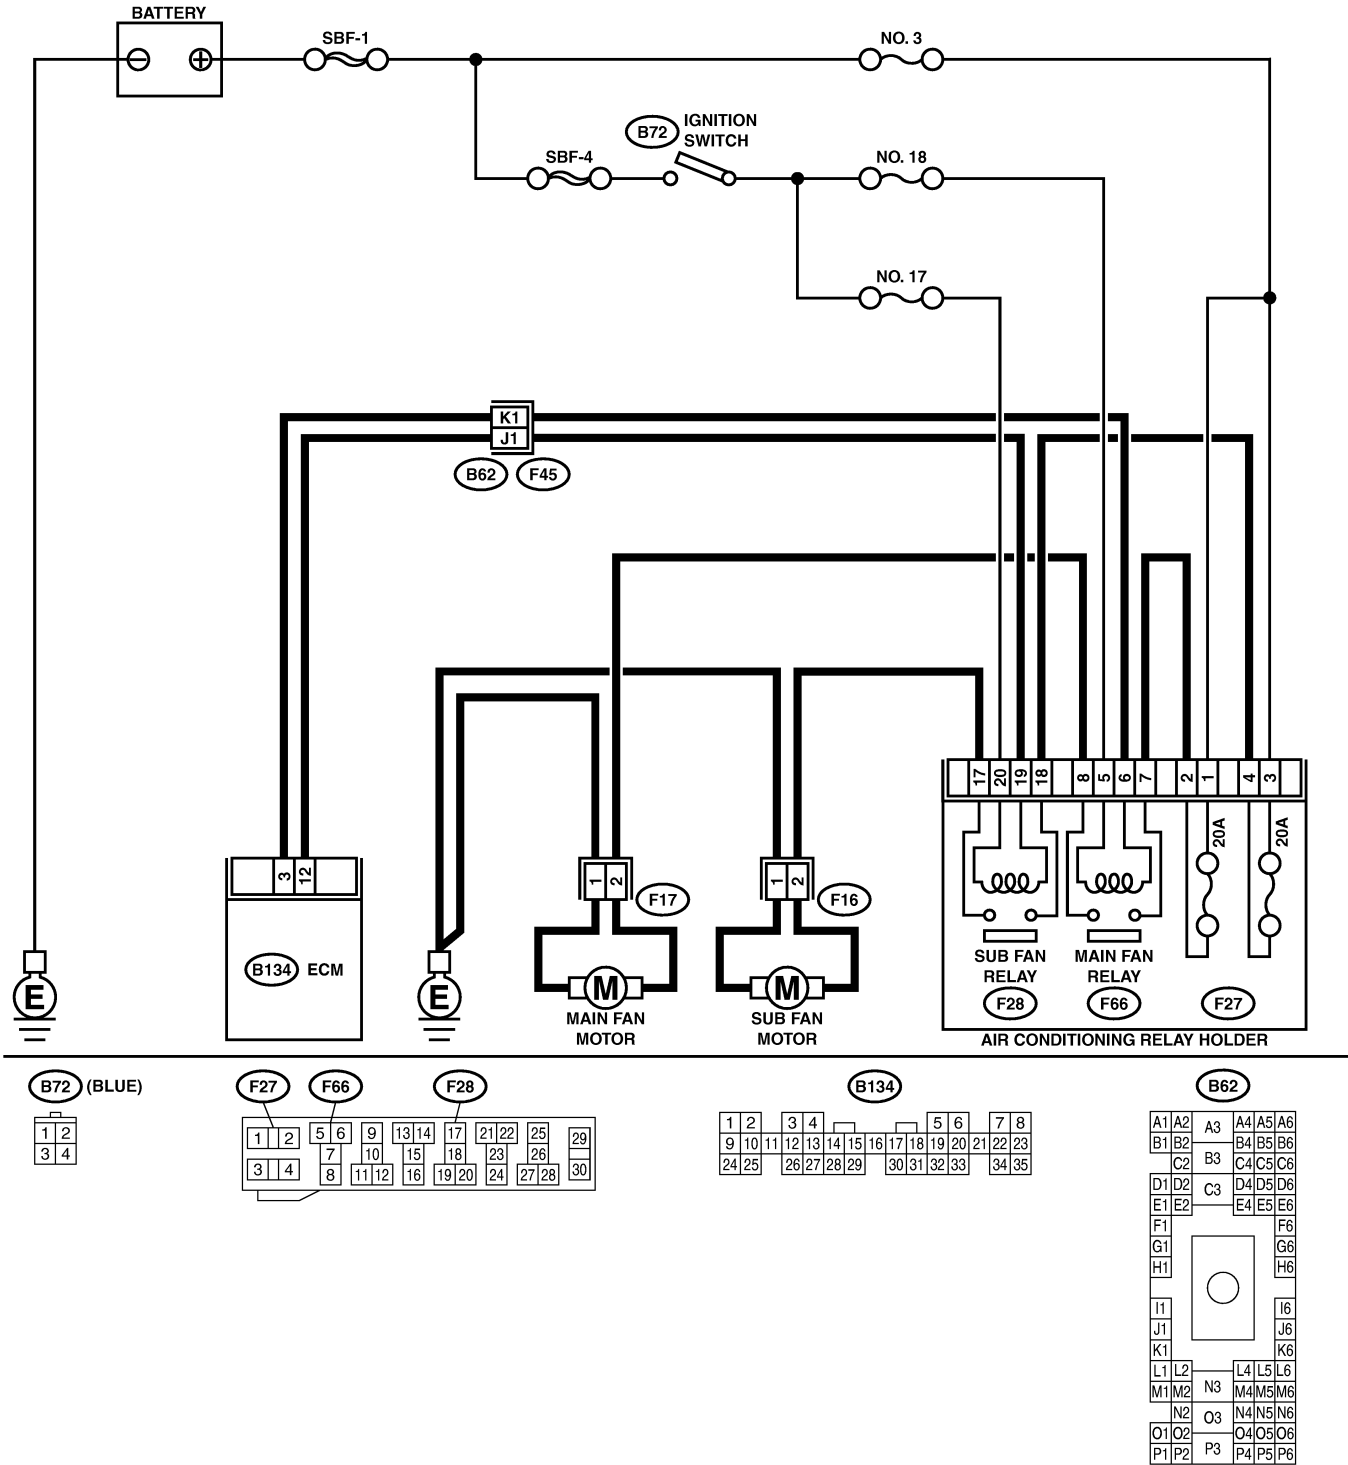 BATTERY
SBF-1
NO. 3
B72
IGNITION
SWITCH
SBF-4
NO. 18
NO. 17
K1
J1
B62
F45
17 20 19 18 8 5 6 7 2 1 4 3
20A 20A
3 12
1 2
F17
1 2
F16
B134 ECM
E
E
M
MAIN FAN
MOTOR
M
SUB FAN
MOTOR
SUB FAN
RELAY
F28
MAIN FAN
RELAY
F66
F27
AIR CONDITIONING RELAY HOLDER
B72 (BLUE)
1 2
3 4
F27 F66 F28
1 2 5 6 9 13 14 17 21 22 25 29
7 10 15 18 23 26
3 4 8 11 12 16 19 20 24 27 28 30
B134
1 2 3 4 5 6 7 8
9 10 11 12 13 14 15 16 17 18 19 20 21 22 23
24 25 26 27 28 29 30 31 32 33 34 35
B62
A1 A2 A3 A4 A5 A6
B1 B2 B4 B5 B6
C2 B3 C4 C5 C6
D1 D2 C3 D4 D5 D6
E1 E2 E4 E5 E6
F1 F6
G1 G6
H1 H6
I1 I6
J1 J6
K1 K6
L1 L2 L4 L5 L6
M1 M2 N3 M4 M5 M6
N2 O3 N4 N5 N6
O1 O2 O4 O5 O6
P1 P2 P3 P4 P5 P6